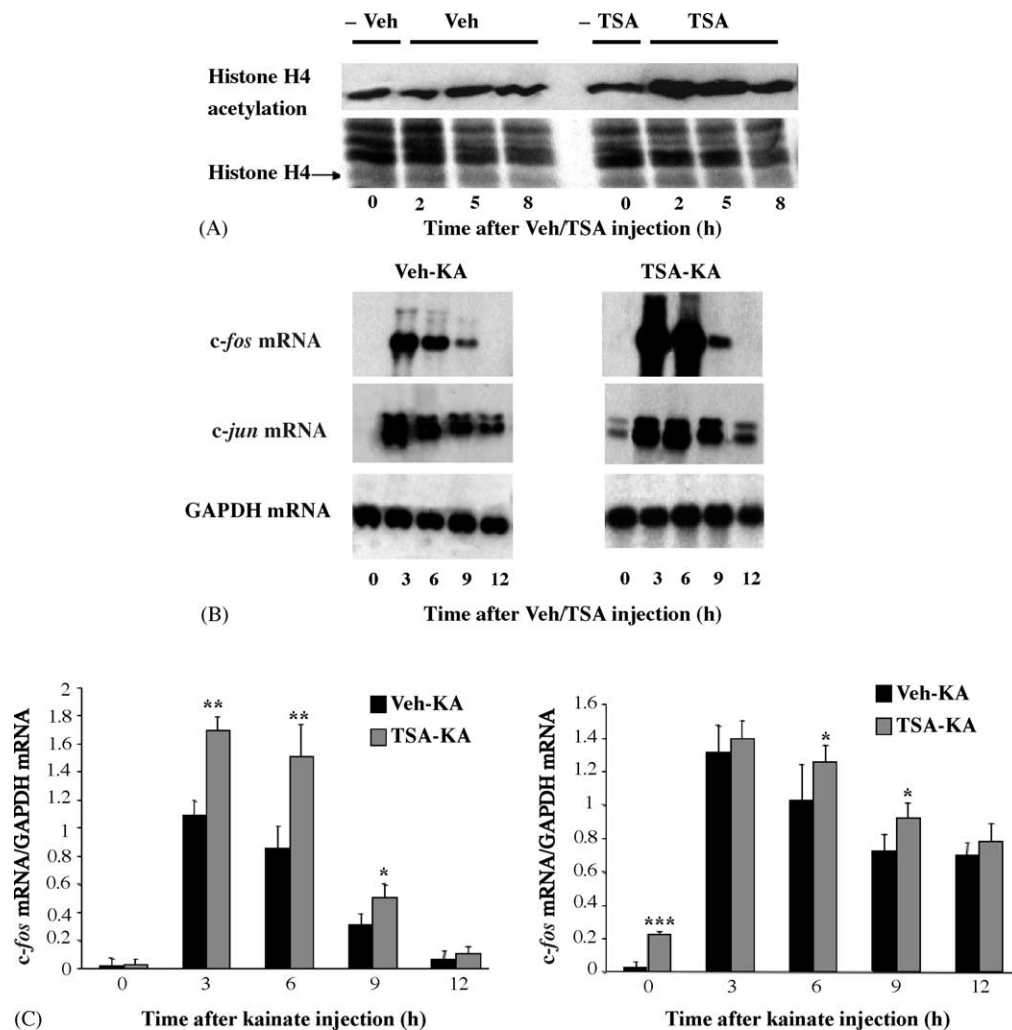 – Veh Veh – TSA TSA
Histone H4
acetylation
Histone H4
0 2 5 8 0 2 5 8
(A) Time after Veh/TSA injection (h)
Veh-KA TSA-KA
c-fos mRNA
c-jun mRNA
GAPDH mRNA
0 3 6 9 12 0 3 6 9 12
(B) Time after Veh/TSA injection (h)
c-fos mRNA/GAPDH mRNA
2
1.8
1.6
1.4
1.2
1
0.8
0.6
0.4
0.2
0
** ** *
Veh-KA
TSA-KA
0 3 6 9 12
(C) Time after kainate injection (h)
c-fos mRNA/GAPDH mRNA
1.6
1.4
1.2
1
0.8
0.6
0.4
0.2
0
*** * *
Veh-KA
TSA-KA
0 3 6 9 12
Time after kainate injection (h)